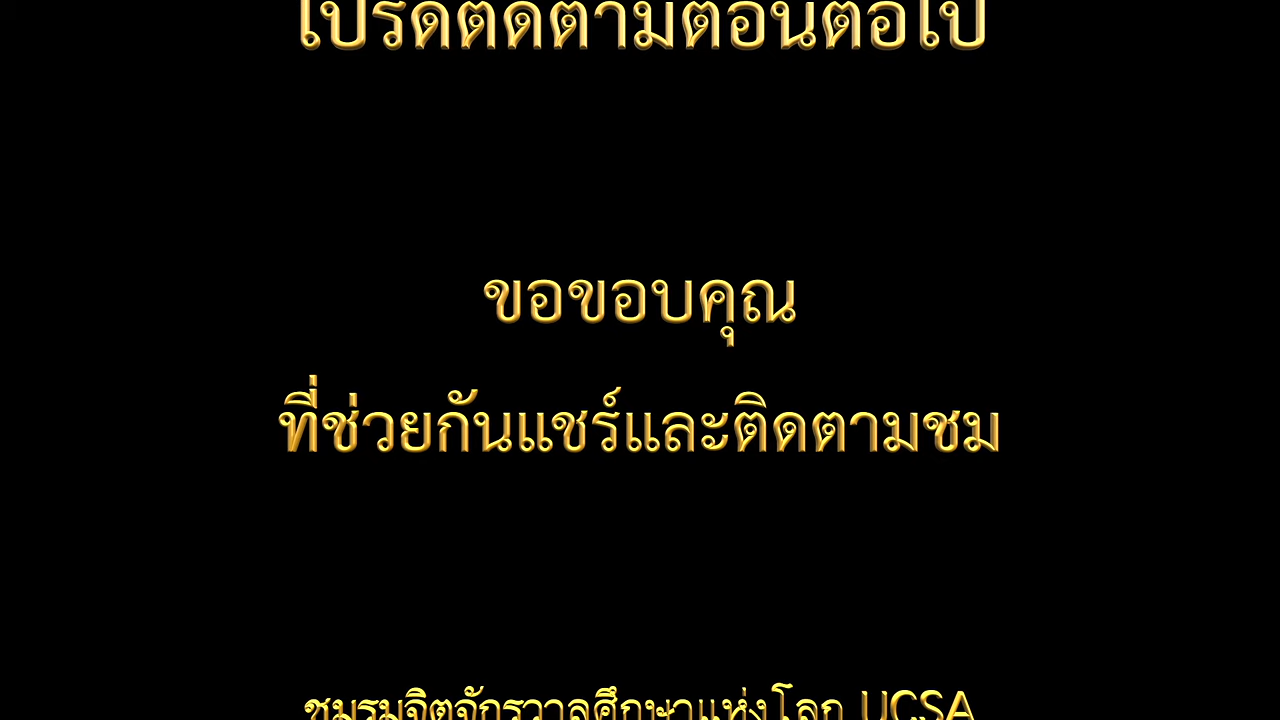 โปรดติดตามตอนต่อไป
ขอขอบคุณ
ที่ช่วยกันแชร์และติดตามชม
ชมรมจิตจักรวาลศึกษาแห่งโลก UCSA